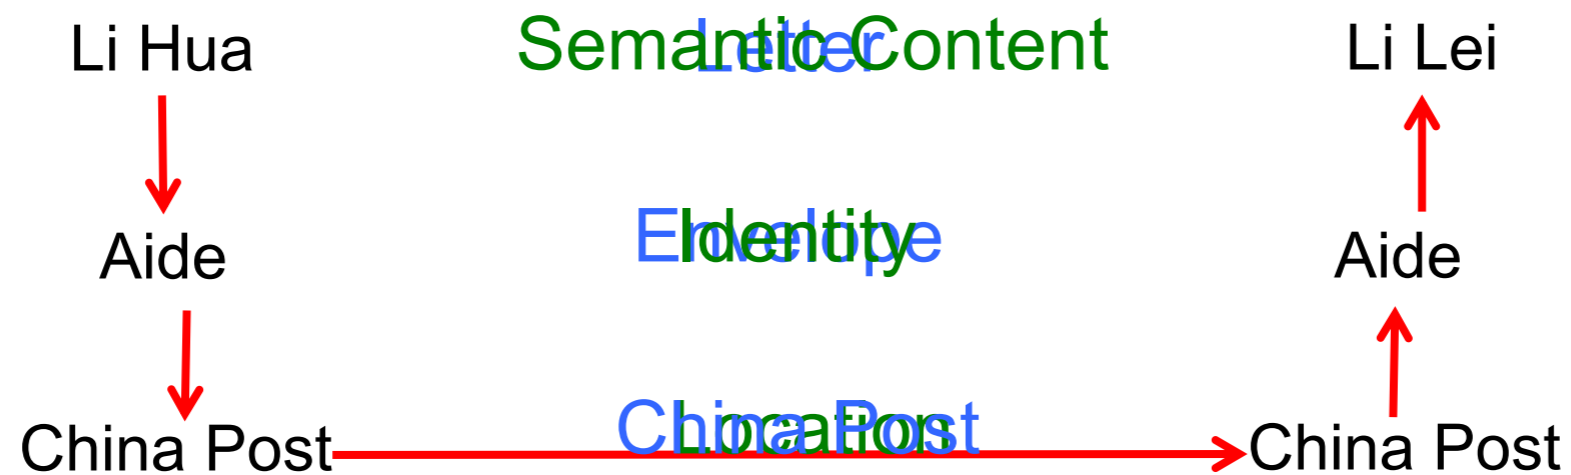 Li Hua
Semantic Content
Letter
Li Lei
Aide
Envelope
Identity
Aide
China Post
China Post
Location
China Post